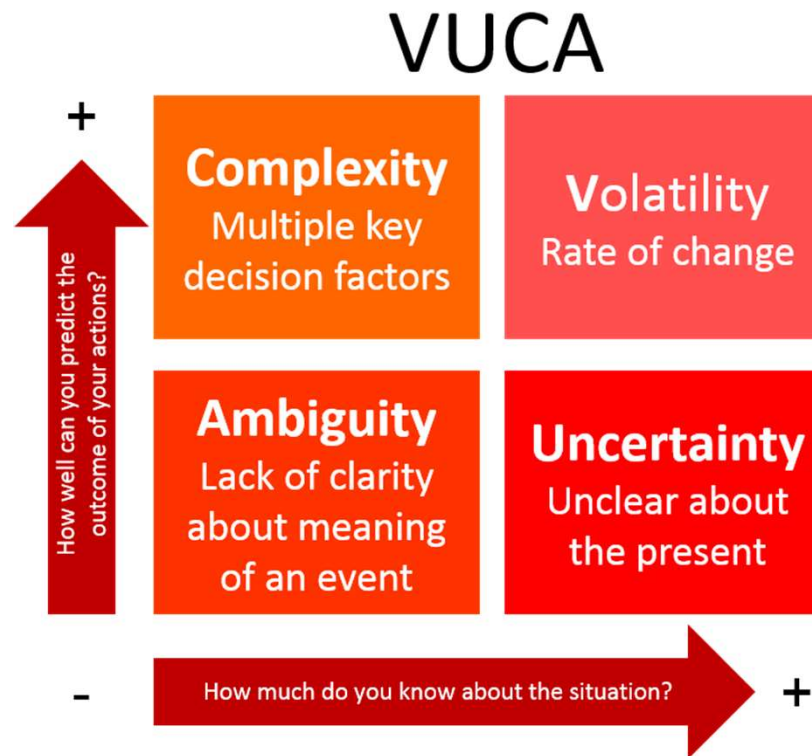 VUCA
+
Complexity
Multiple key
decision factors
Volatility
Rate of change
How well can you predict the
outcome of your actions?
Ambiguity
Lack of clarity
about meaning
of an event
Uncertainty
Unclear about
the present
-
How much do you know about the situation?
+